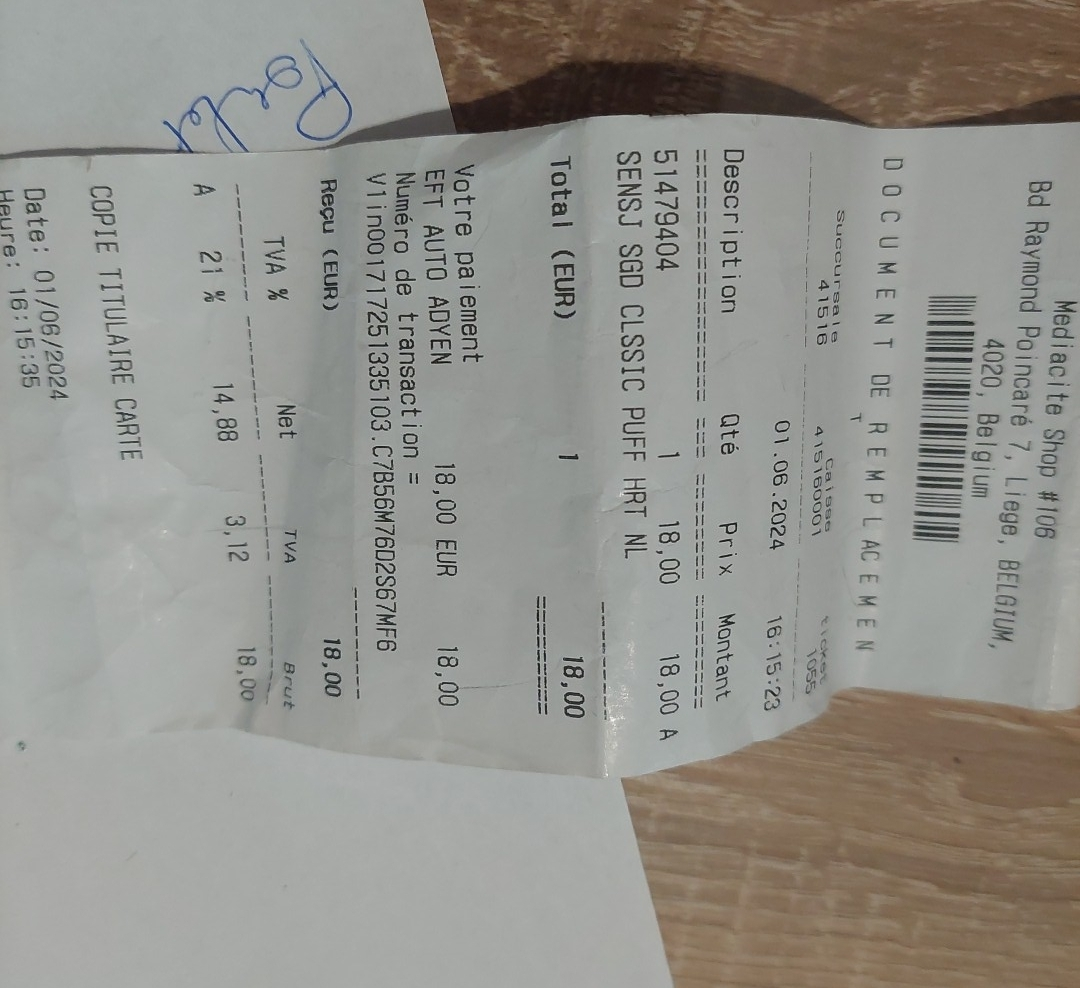 Mediacite Shop #106
Bd Raymond Poincaré 7, Liege, BELGIUM,
4020, Belgium
DOCUMENT DE REMPLACEMEN
T
Succursale Caisse ticket
41516 415160001 1055
01.06.2024 16:15:23
Description Qté Prix Montant
51479404 1 18,00 18,00 A
SENSJ SGD CLSSIC PUFF HRT NL
Total (EUR) 1 18,00
Votre paiement
EFT AUTO ADYEN 18,00 EUR 18,00
Numéro de transaction =
V1in001717251335103.C7B56M76D2S67MF6
Reçu (EUR) 18,00
TVA % Net TVA Brut
A 21 % 14,88 3,12 18,00
COPIE TITULAIRE CARTE
Date: 01/06/2024
Heure: 16:15:35